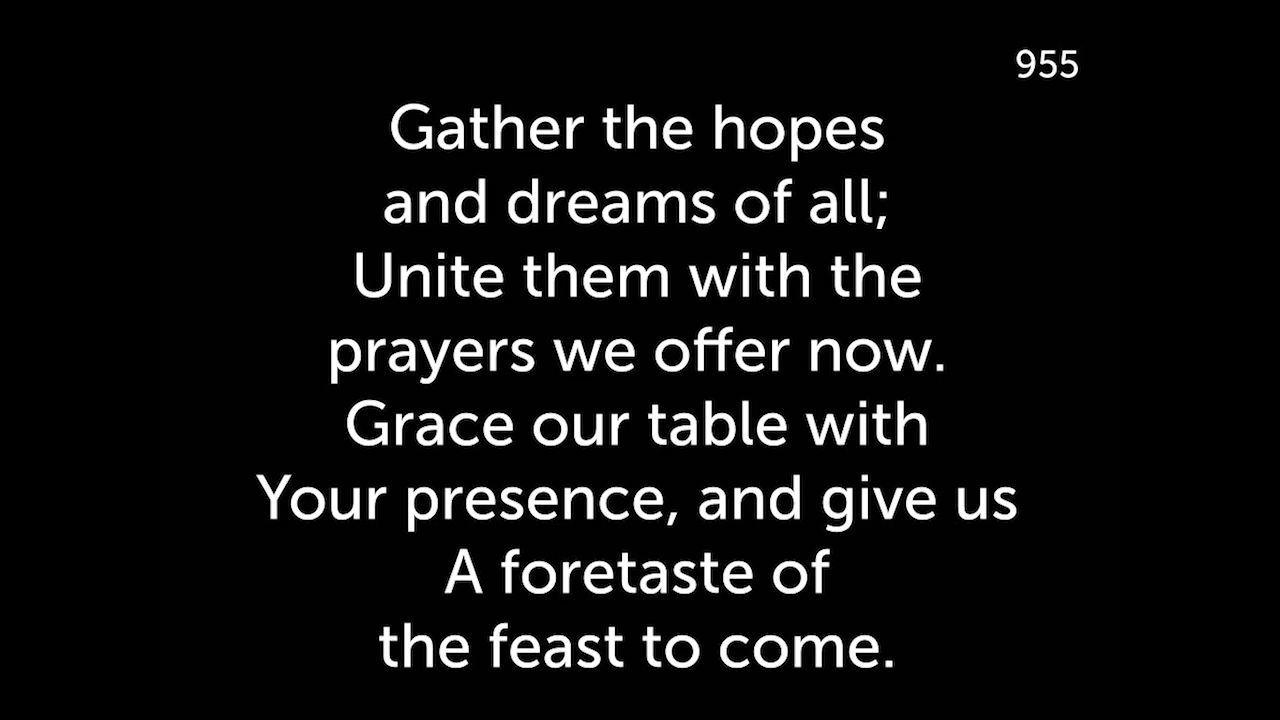 955
Gather the hopes
and dreams of all;
Unite them with the
prayers we offer now.
Grace our table with
Your presence, and give us
A foretaste of
the feast to come.